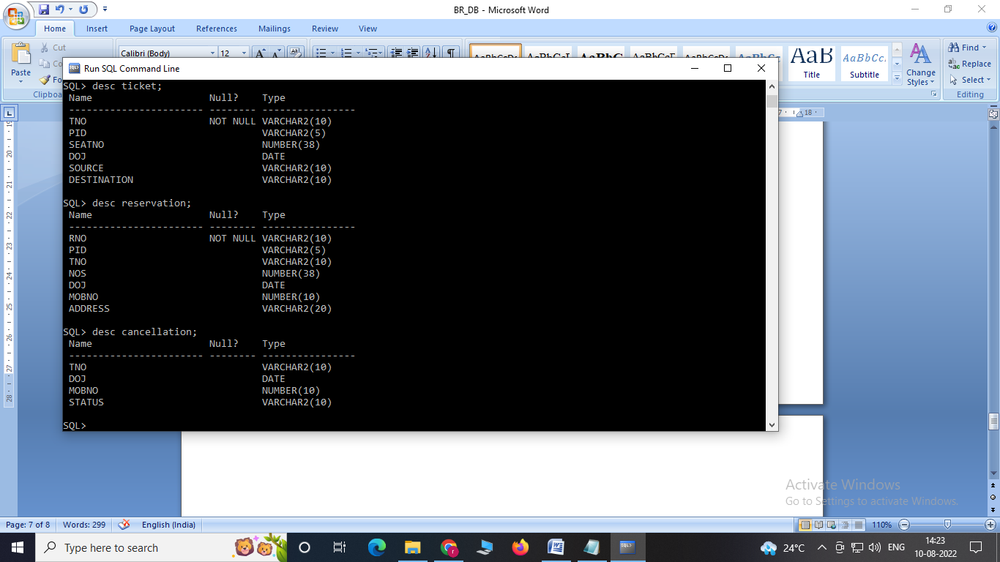 BR_DB - Microsoft Word
Home Insert Page Layout References Mailings Review View
Paste
Cut
Clipboa
Calibri (Body) 12
AaB Title
AaBbCc. Subtitle
Change Styles
Find
Replace
Select
Editing
Run SQL Command Line
SQL> desc ticket;
Name Null? Type
----------------------- -------- ----------------
TNO NOT NULL VARCHAR2(10)
PID VARCHAR2(5)
SEATNO NUMBER(38)
DOJ DATE
SOURCE VARCHAR2(10)
DESTINATION VARCHAR2(10)
SQL> desc reservation;
Name Null? Type
----------------------- -------- ----------------
RNO NOT NULL VARCHAR2(10)
PID VARCHAR2(5)
TNO VARCHAR2(10)
NOS NUMBER(38)
DOJ DATE
MOBNO NUMBER(10)
ADDRESS VARCHAR2(20)
SQL> desc cancellation;
Name Null? Type
----------------------- -------- ----------------
TNO VARCHAR2(10)
DOJ DATE
MOBNO NUMBER(10)
STATUS VARCHAR2(10)
SQL>
Activate Windows
Go to Settings to activate Windows.
Page: 7 of 8 Words: 299 English (India) 110%
Type here to search
24°C ENG 14:23
10-08-2022